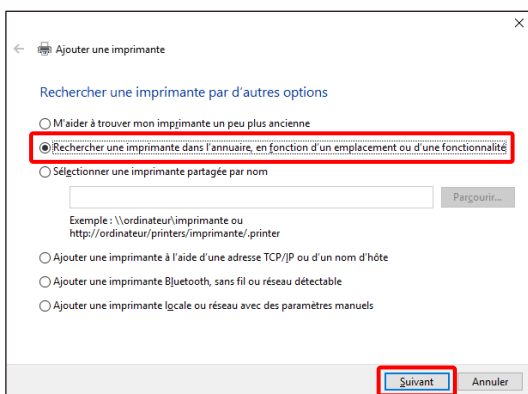 Ajouter une imprimante
Rechercher une imprimante par d'autres options
M'aider à trouver mon imprimante un peu plus ancienne
Rechercher une imprimante dans l'annuaire, en fonction d'un emplacement ou d'une fonctionnalité
Sélectionner une imprimante partagée par nom
Parcourir...
Exemple : \\ordinateur\imprimante ou
http://ordinateur/printers/imprimante/.printer
Ajouter une imprimante à l'aide d'une adresse TCP/IP ou d'un nom d'hôte
Ajouter une imprimante Bluetooth, sans fil ou réseau détectable
Ajouter une imprimante locale ou réseau avec des paramètres manuels
Suivant Annuler